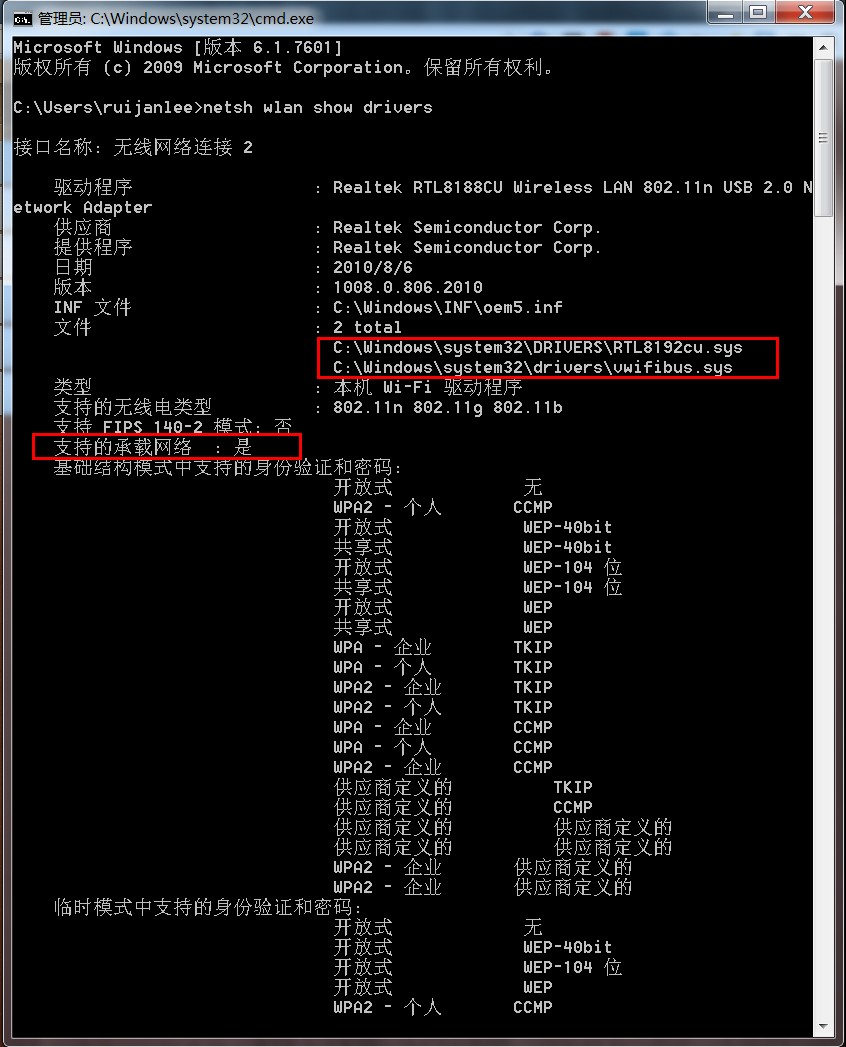 管理员: C:\Windows\system32\cmd.exe
Microsoft Windows [版本 6.1.7601]
版权所有 (c) 2009 Microsoft Corporation。保留所有权利。
C:\Users\ruijanlee>netsh wlan show drivers
接口名称: 无线网络连接 2
驱动程序 : Realtek RTL8188CU Wireless LAN 802.11n USB 2.0 N
etwork Adapter
供应商 : Realtek Semiconductor Corp.
提供程序 : Realtek Semiconductor Corp.
日期 : 2010/8/6
版本 : 1008.0.806.2010
INF 文件 : C:\Windows\INF\oem5.inf
文件 : 2 total
C:\Windows\system32\DRIVERS\RTL8192cu.sys
C:\Windows\system32\drivers\vwifibus.sys
类型 : 本机 Wi-Fi 驱动程序
支持的无线电类型 : 802.11n 802.11g 802.11b
支持 FIPS 140-2 模式: 否
支持的承载网络 : 是
基础结构模式中支持的身份验证和密码:
开放式 无
WPA2 - 个人 CCMP
开放式 WEP-40bit
共享式 WEP-40bit
开放式 WEP-104 位
共享式 WEP-104 位
开放式 WEP
共享式 WEP
WPA - 企业 TKIP
WPA - 个人 TKIP
WPA2 - 企业 TKIP
WPA2 - 个人 TKIP
WPA - 企业 CCMP
WPA - 个人 CCMP
WPA2 - 企业 CCMP
供应商定义的 TKIP
供应商定义的 CCMP
供应商定义的 供应商定义的
供应商定义的 供应商定义的
WPA2 - 企业 供应商定义的
WPA2 - 企业 供应商定义的
临时模式中支持的身份验证和密码:
开放式 无
开放式 WEP-40bit
开放式 WEP-104 位
开放式 WEP
WPA2 - 个人 CCMP